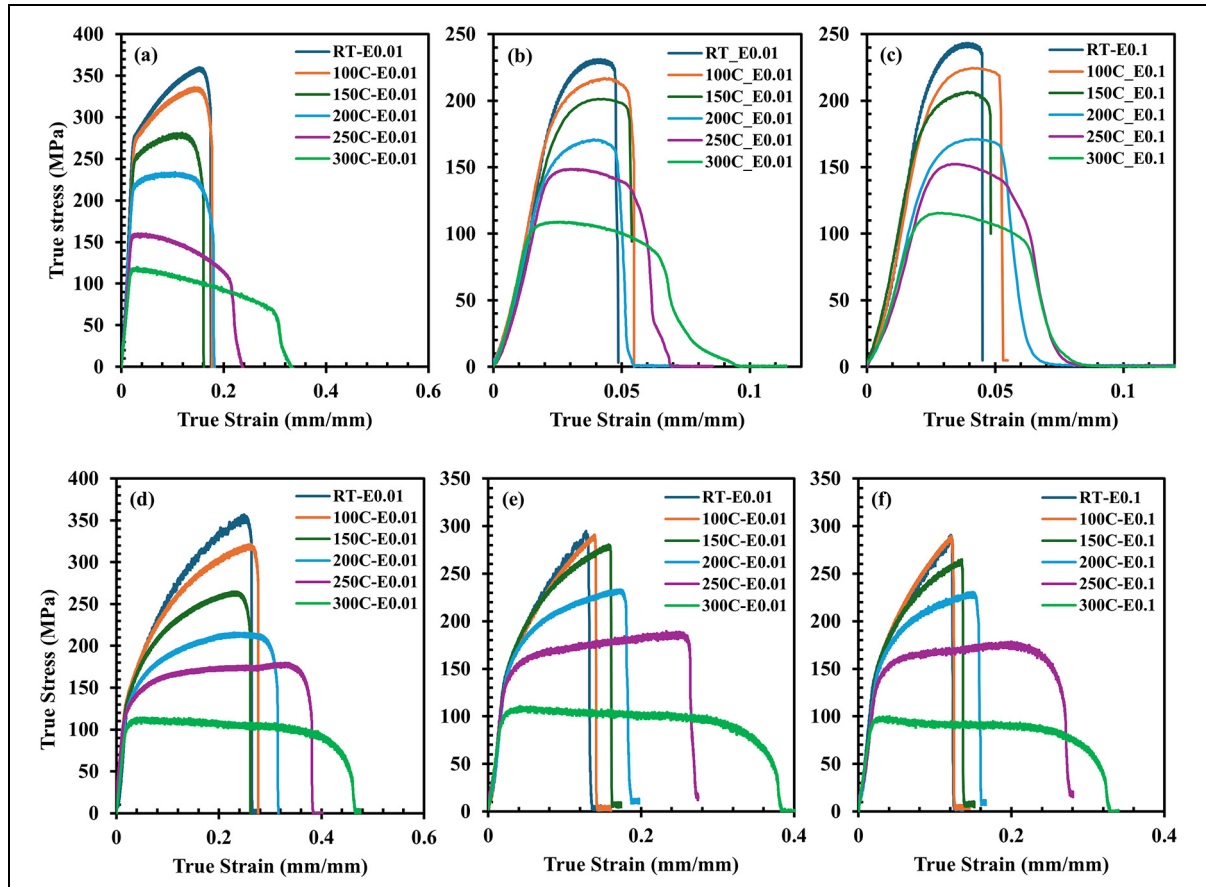 (a)
RT-E0.01
100C-E0.01
150C-E0.01
200C-E0.01
250C-E0.01
300C-E0.01
True stress (MPa)
400
350
300
250
200
150
100
50
0
0 0.2 0.4 0.6
True Strain (mm/mm)
(b)
RT_E0.01
100C_E0.01
150C_E0.01
200C_E0.01
250C_E0.01
300C_E0.01
250
200
150
100
50
0
0 0.05 0.1
True Strain (mm/mm)
(c)
RT-E0.1
100C_E0.1
150C_E0.1
200C_E0.1
250C_E0.1
300C_E0.1
250
200
150
100
50
0
0 0.05 0.1
True Strain (mm/mm)
(d)
RT-E0.01
100C-E0.01
150C-E0.01
200C-E0.01
250C-E0.01
300C-E0.01
True Stress (MPa)
400
350
300
250
200
150
100
50
0
0 0.2 0.4 0.6
True Strain (mm/mm)
(e)
RT-E0.01
100C-E0.01
150C-E0.01
200C-E0.01
250C-E0.01
300C-E0.01
350
300
250
200
150
100
50
0
0 0.2 0.4
True Strain (mm/mm)
(f)
RT-E0.1
100C-E0.1
150C-E0.1
200C-E0.1
250C-E0.1
300C-E0.1
350
300
250
200
150
100
50
0
0 0.2 0.4
True Strain (mm/mm)